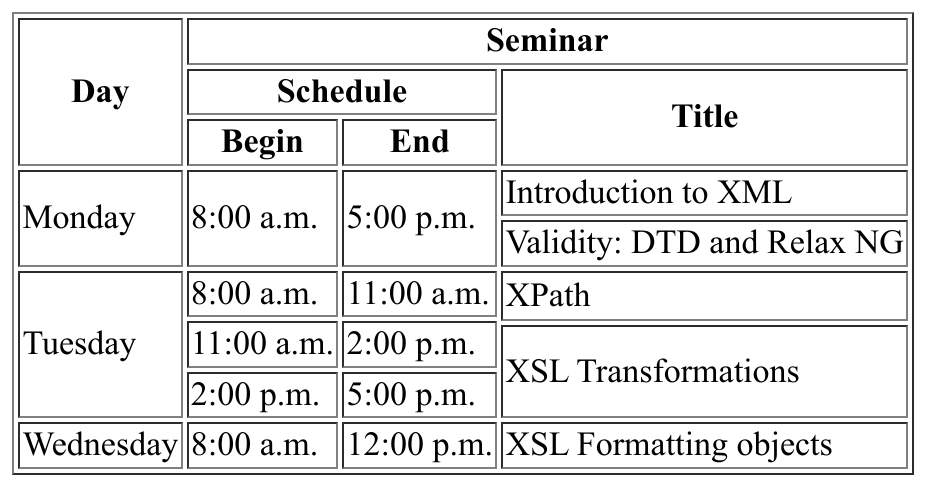 Seminar
Day
Schedule
Title
Begin End
Monday 8:00 a.m. 5:00 p.m. Introduction to XML
Validity: DTD and Relax NG
Tuesday 8:00 a.m. 11:00 a.m. XPath
11:00 a.m. 2:00 p.m. XSL Transformations
2:00 p.m. 5:00 p.m.
Wednesday 8:00 a.m. 12:00 p.m. XSL Formatting objects